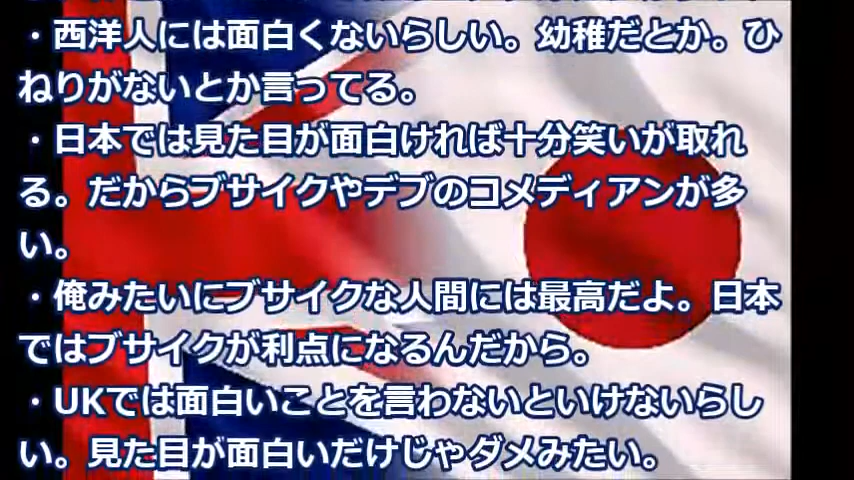 ・西洋人には面白くないらしい。幼稚だとか。ひ
ねりがないとか言ってる。
・日本では見た目が面白ければ十分笑いが取れ
る。だからブサイクやデブのコメディアンが多
い。
・俺みたいにブサイクな人間には最高だよ。日本
ではブサイクが利点になるんだから。
・UKでは面白いことを言わないといけないらし
い。見た目が面白いだけじゃダメみたい。